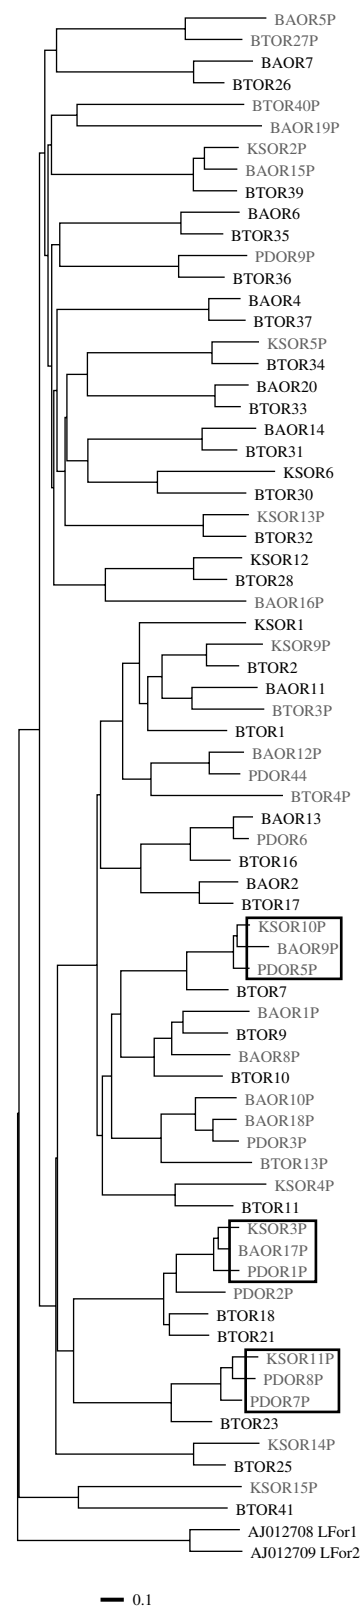 BAOR5P
BTOR27P
BAOR7
BTOR26
BTOR40P
BAOR19P
KSOR2P
BAOR15P
BTOR39
BAOR6
BTOR35
PDOR9P
BTOR36
BAOR4
BTOR37
KSOR5P
BTOR34
BAOR20
BTOR33
BAOR14
BTOR31
KSOR6
BTOR30
KSOR13P
BTOR32
KSOR12
BTOR28
BAOR16P
KSOR1
KSOR9P
BTOR2
BAOR11
BTOR3P
BTOR1
BAOR12P
PDOR44
BTOR4P
BAOR13
PDOR6
BTOR16
BAOR2
BTOR17
KSOR10P
BAOR9P
PDOR5P
BTOR7
BAOR1P
BTOR9
BAOR8P
BTOR10
BAOR10P
BAOR18P
PDOR3P
BTOR13P
KSOR4P
BTOR11
KSOR3P
BAOR17P
PDOR1P
PDOR2P
BTOR18
BTOR21
KSOR11P
PDOR8P
PDOR7P
BTOR23
KSOR14P
BTOR25
KSOR15P
BTOR41
AJ012708 LFor1
AJ012709 LFor2
0.1